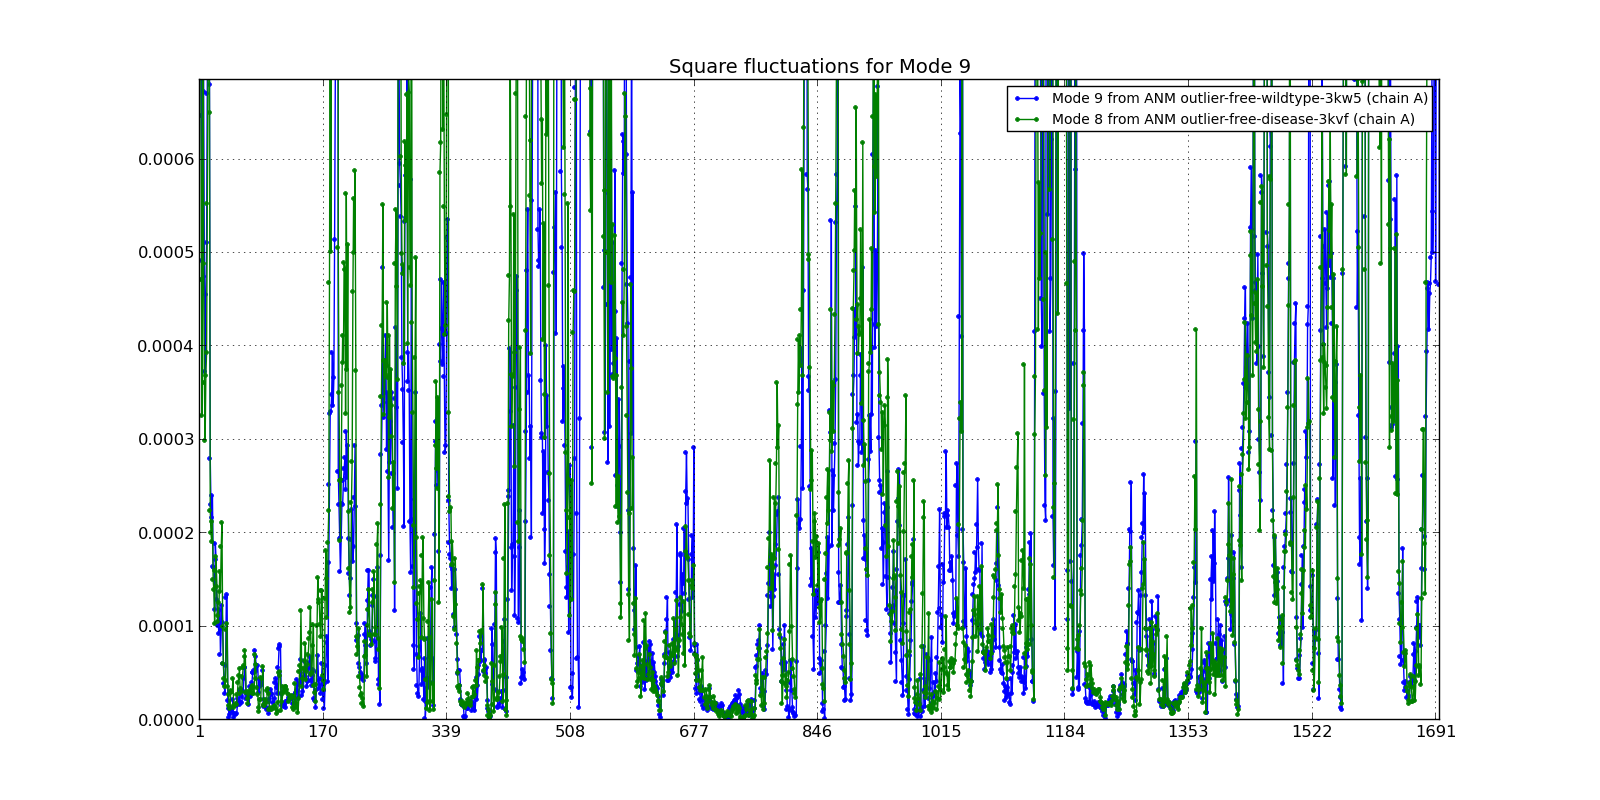 Square fluctuations for Mode 9
Mode 9 from ANM outlier-free-wildtype-3kw5 (chain A)
Mode 8 from ANM outlier-free-disease-3kvf (chain A)
0.0006
0.0005
0.0004
0.0003
0.0002
0.0001
0.0000
1 170 339 508 677 846 1015 1184 1353 1522 1691